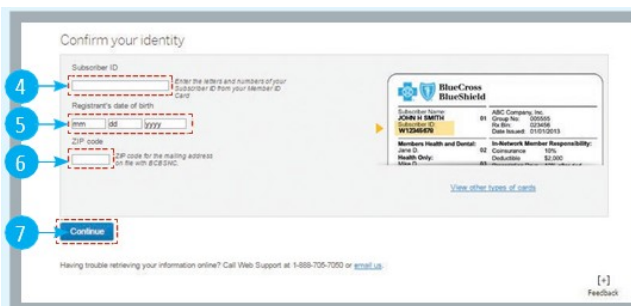 Confirm your identity
Subscriber ID
4
Enter the letters and numbers of your
Subscriber ID from your Member ID
Card
Registrant's date of birth
5
mm dd yyyy
ZIP code
6
ZIP code for the mailing address
on file with BCBSNC.
BlueCross
BlueShield
Subscriber Name:
JOHN H SMITH 01
Subscriber ID:
W12345678
ABC Company, Inc.
Group No: 005555
Rx Bin: 023456
Date Issued: 01/01/2013
Members Health and Dental:
Jane D. 02
Health Only:
Mike D. 03
In-Network Member Responsibility:
Coinsurance 10%
Deductible $2,000
View other types of cards
7
Continue
Having trouble retrieving your information online? Call Web Support at 1-888-705-7050 or email us.
[+]
Feedback